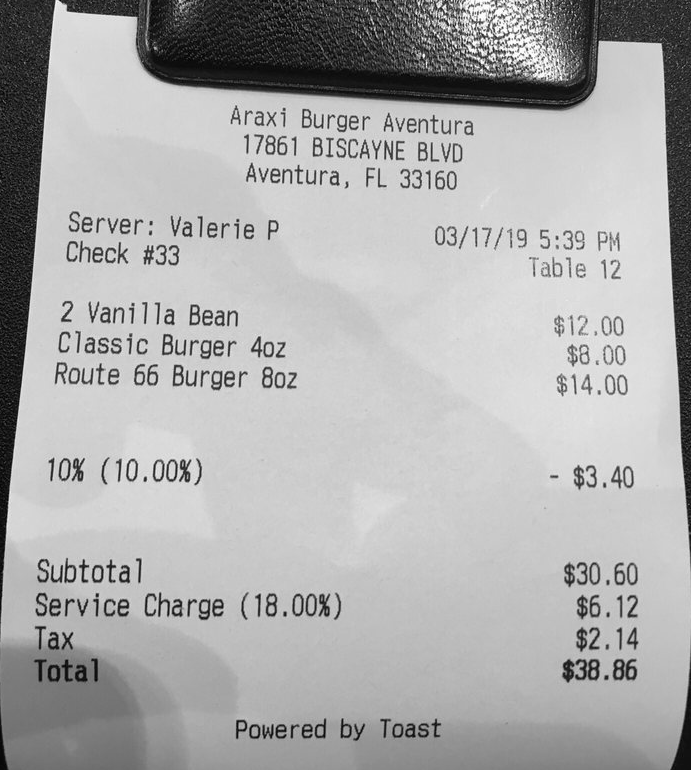 Araxi Burger Aventura
17861 BISCAYNE BLVD
Aventura, FL 33160
Server: Valerie P 03/17/19 5:39 PM
Check #33 Table 12
2 Vanilla Bean $12.00
Classic Burger 4oz $8.00
Route 66 Burger 8oz $14.00
10% (10.00%) - $3.40
Subtotal $30.60
Service Charge (18.00%) $6.12
Tax $2.14
Total $38.86
Powered by Toast